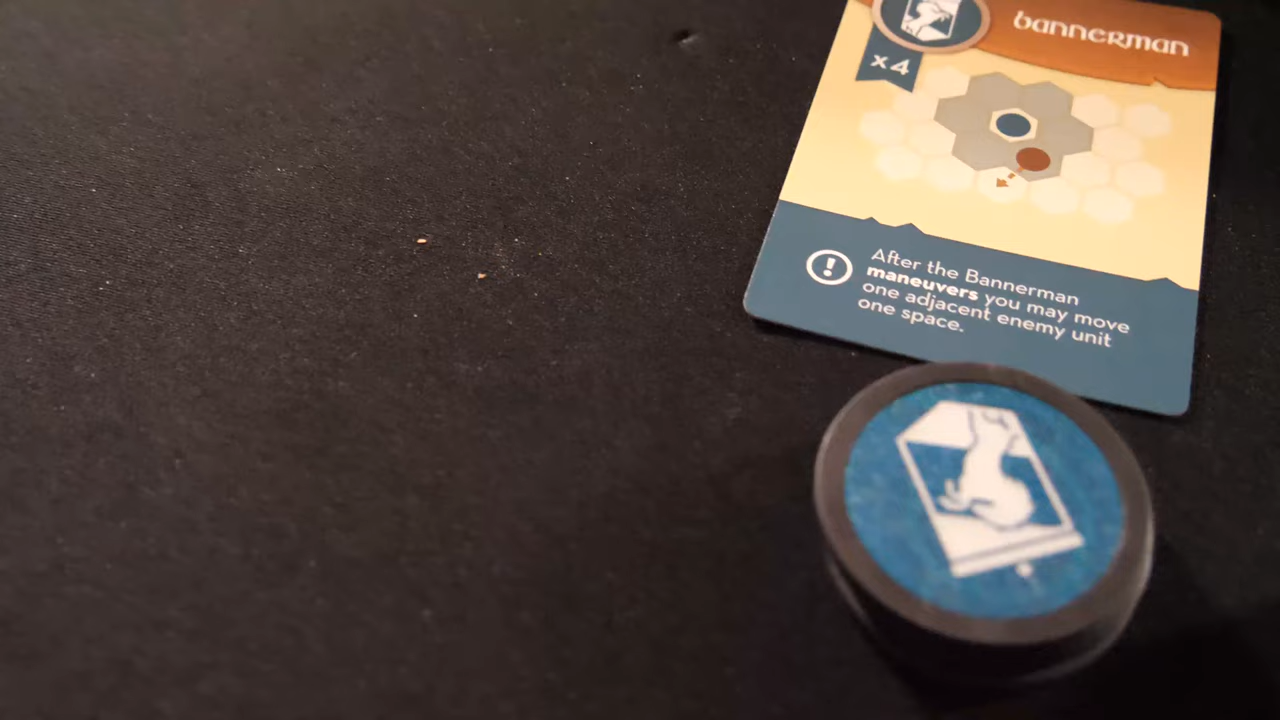 bannerman
x4
!
After the Bannerman
maneuvers you may move
one adjacent enemy unit
one space.